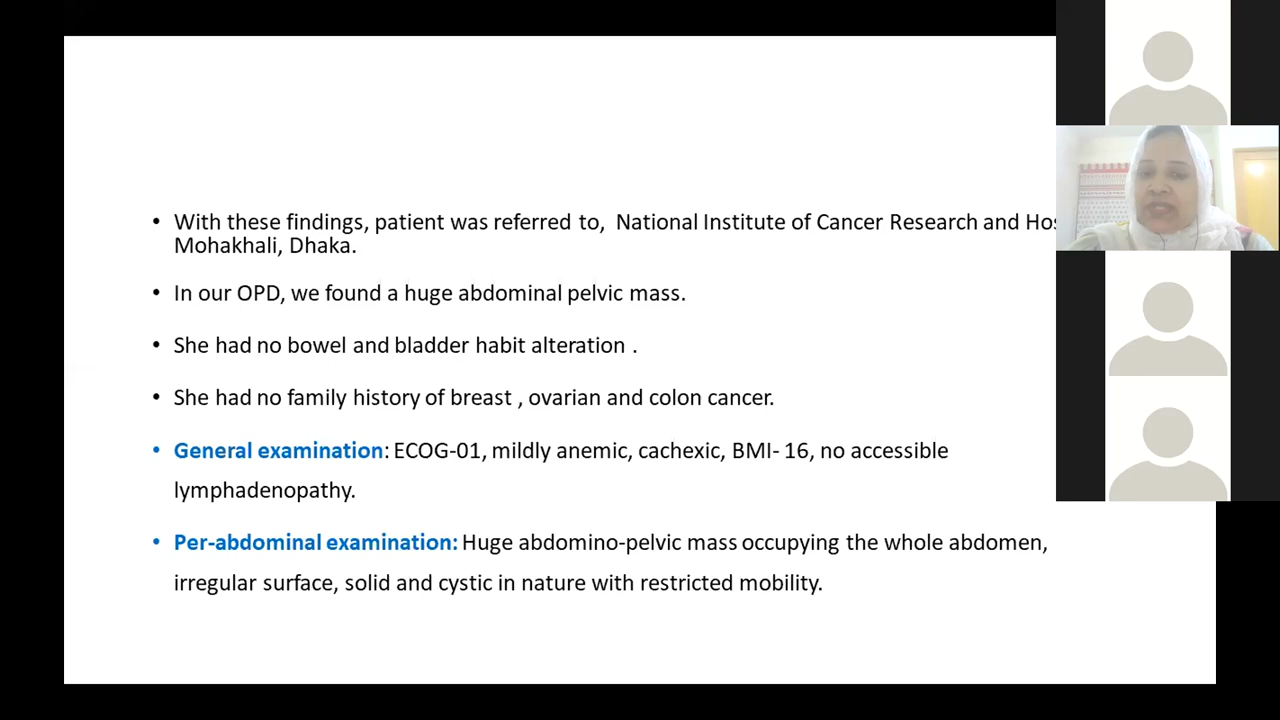 • With these findings, patient was referred to,  National Institute of Cancer Research and
Mohakhali, Dhaka.
• In our OPD, we found a huge abdominal pelvic mass.
• She had no bowel and bladder habit alteration .
• She had no family history of breast , ovarian and colon cancer.
• General examination: ECOG-01, mildly anemic, cachexic, BMI- 16, no accessible
lymphadenopathy.
• Per-abdominal examination: Huge abdomino-pelvic mass occupying the whole abdomen,
irregular surface, solid and cystic in nature with restricted mobility.